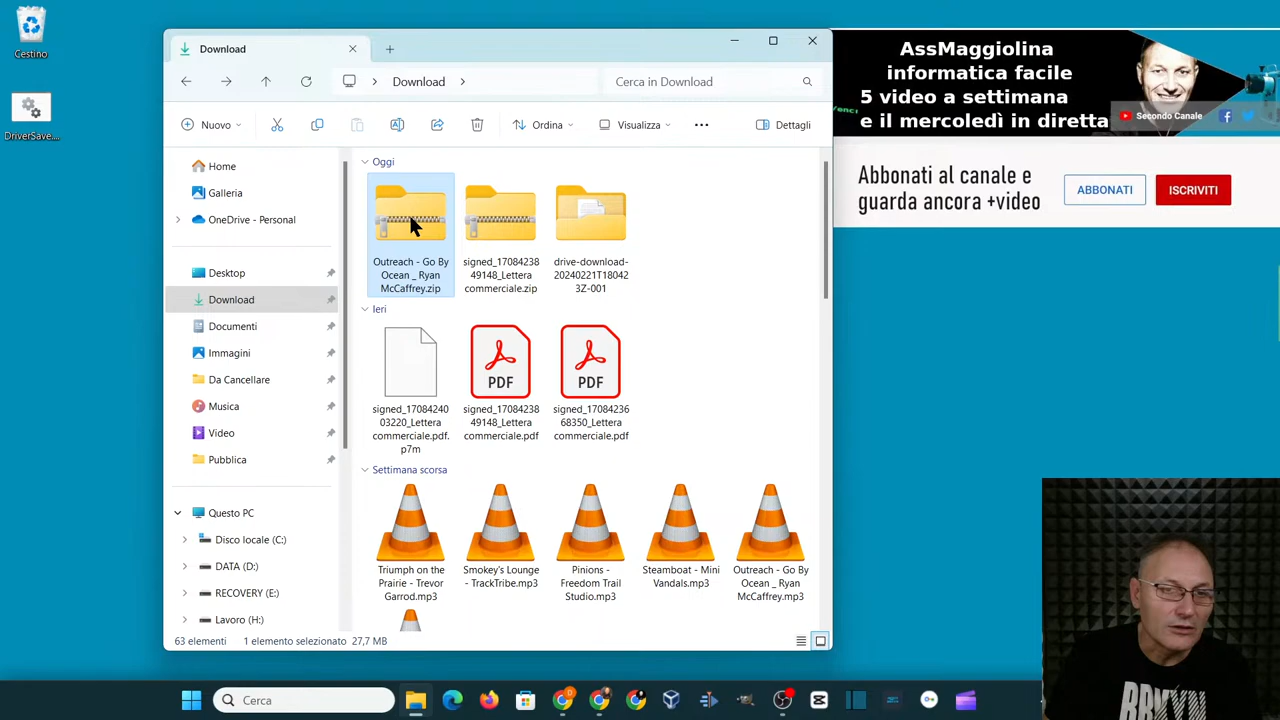 Cestino
DriverSave....
Download
Download
Cerca in Download
Nuovo
Ordina
Visualizza
Dettagli
Home
Galleria
OneDrive - Personal
Desktop
Download
Documenti
Immagini
Da Cancellare
Musica
Video
Pubblica
Questo PC
Disco locale (C:)
DATA (D:)
RECOVERY (E:)
Lavoro (H:)
Oggi
Outreach - Go By
Ocean _ Ryan
McCaffrey.zip
signed_17084238
49148_Lettera
commerciale.zip
drive-download-
20240221T18042
3Z-001
Ieri
signed_17084240
03220_Lettera
commerciale.pdf.
p7m
PDF
signed_17084238
49148_Lettera
commerciale.pdf
PDF
signed_17084236
68350_Lettera
commerciale.pdf
Settimana scorsa
Triumph on the
Prairie - Trevor
Garrod.mp3
Smokey's Lounge
- TrackTribe.mp3
Pinions -
Freedom Trail
Studio.mp3
Steamboat - Mini
Vandals.mp3
Outreach - Go By
Ocean _ Ryan
McCaffrey.mp3
63 elementi
1 elemento selezionato 27,7 MB
AssMaggiolina
informatica facile
5 video a settimana
e il mercoledì in diretta
Secondo Canale
Abbonati al canale e
guarda ancora +video
ABBONATI
ISCRIVITI
Cerca